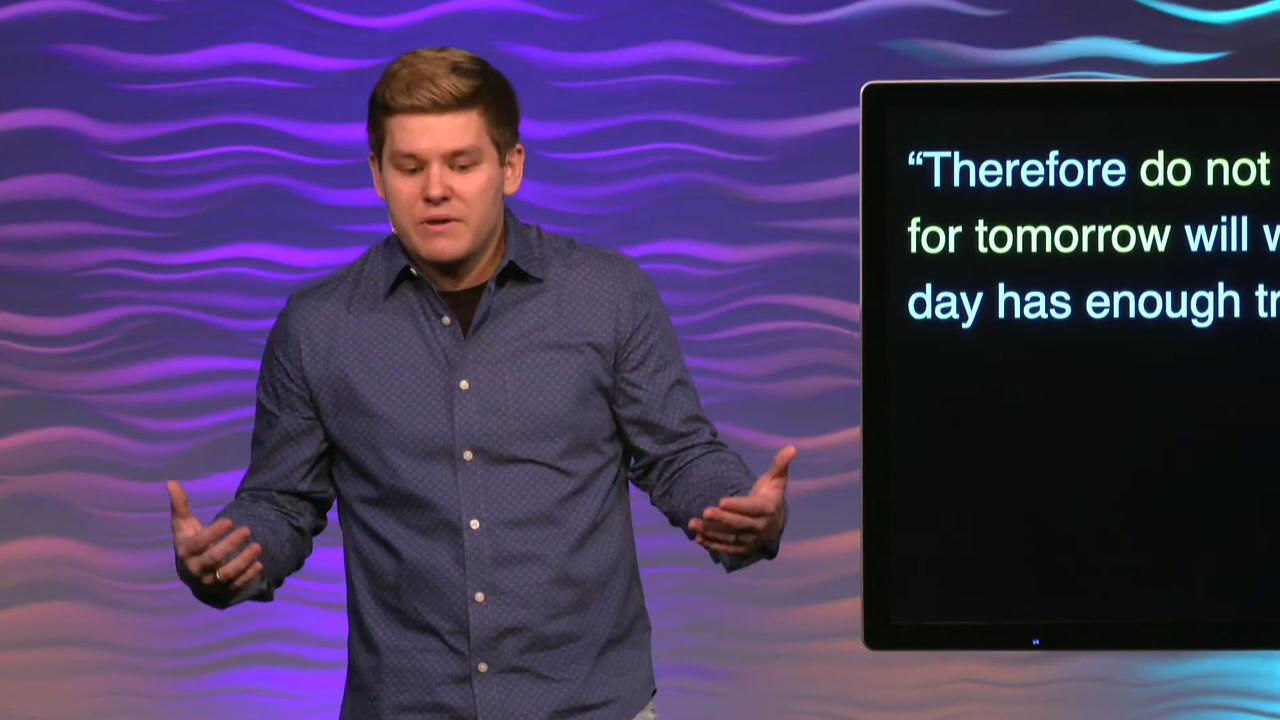 “Therefore do not
for tomorrow will
day has enough